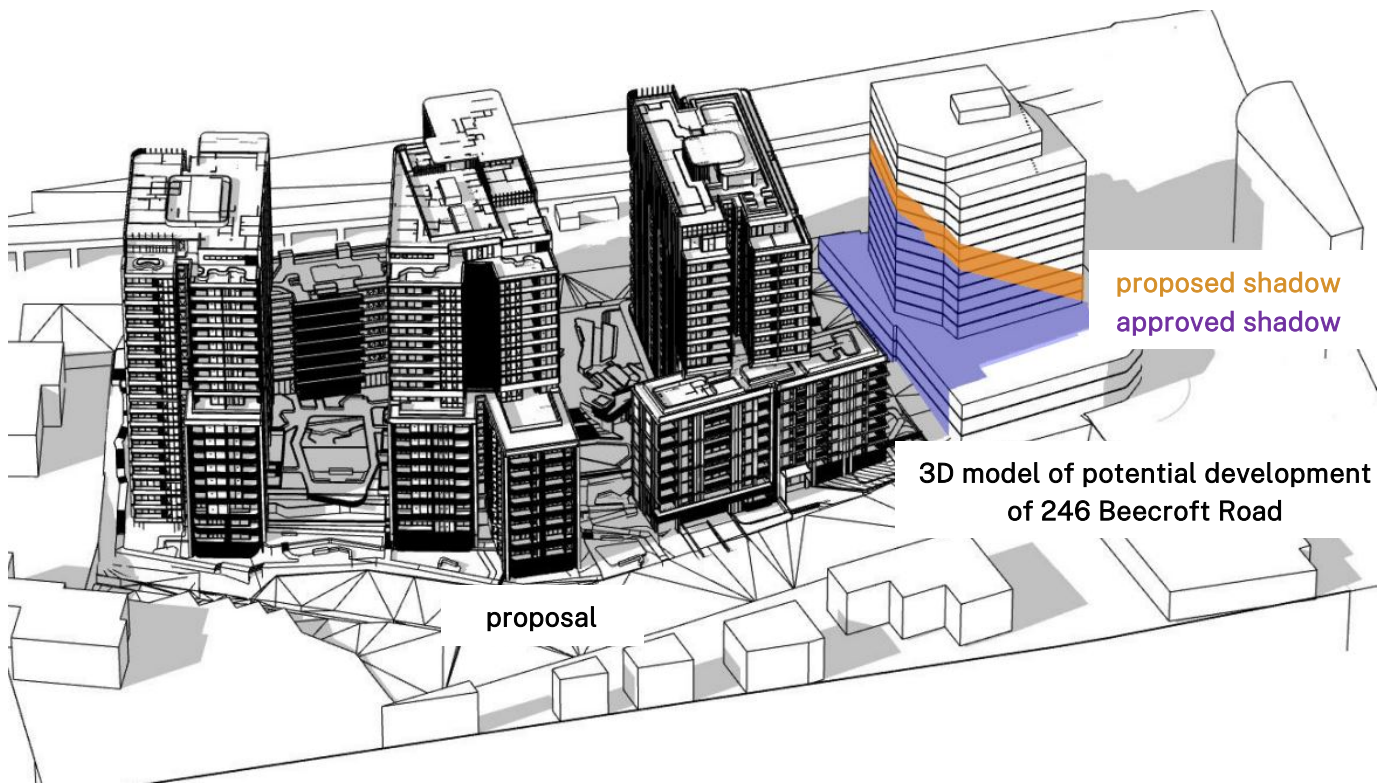 proposed shadow
approved shadow
3D model of potential development
of 246 Beecroft Road
proposal